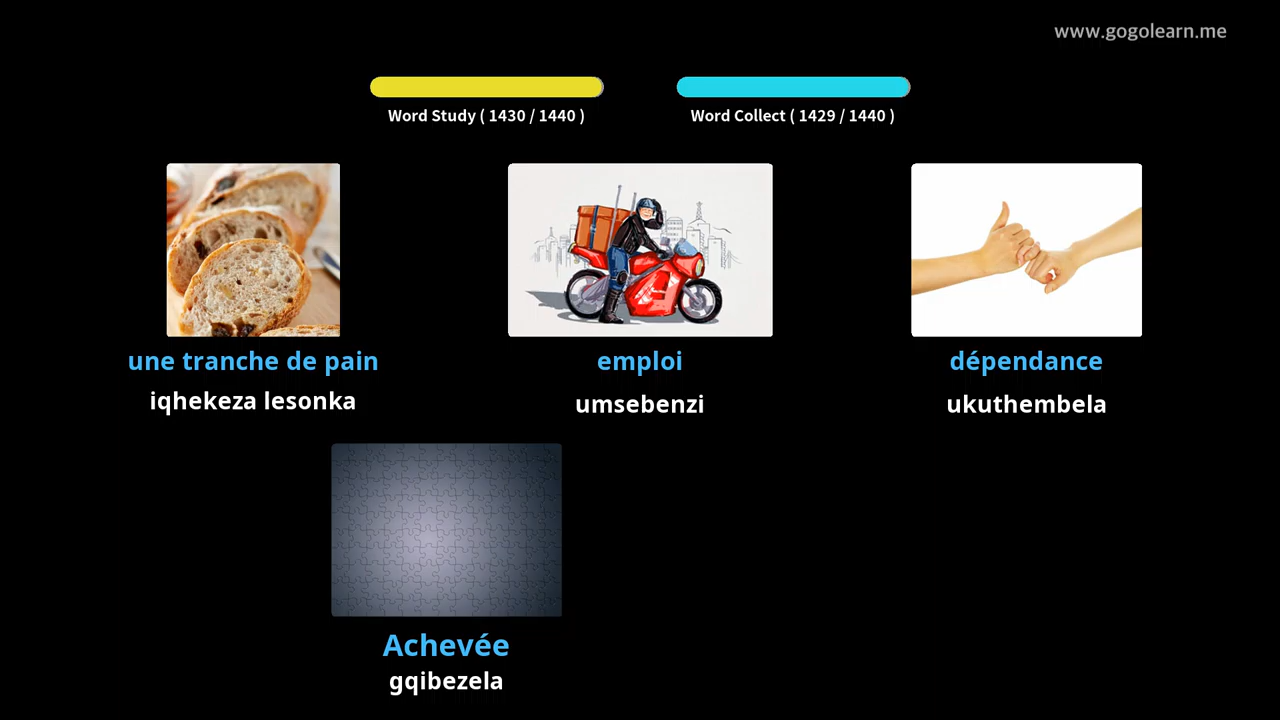 www.gogolearn.me
Word Study ( 1430 / 1440 )
Word Collect ( 1429 / 1440 )
une tranche de pain
iqhekeza lesonka
emploi
umsebenzi
dépendance
ukuthembela
Achevée
gqibezela